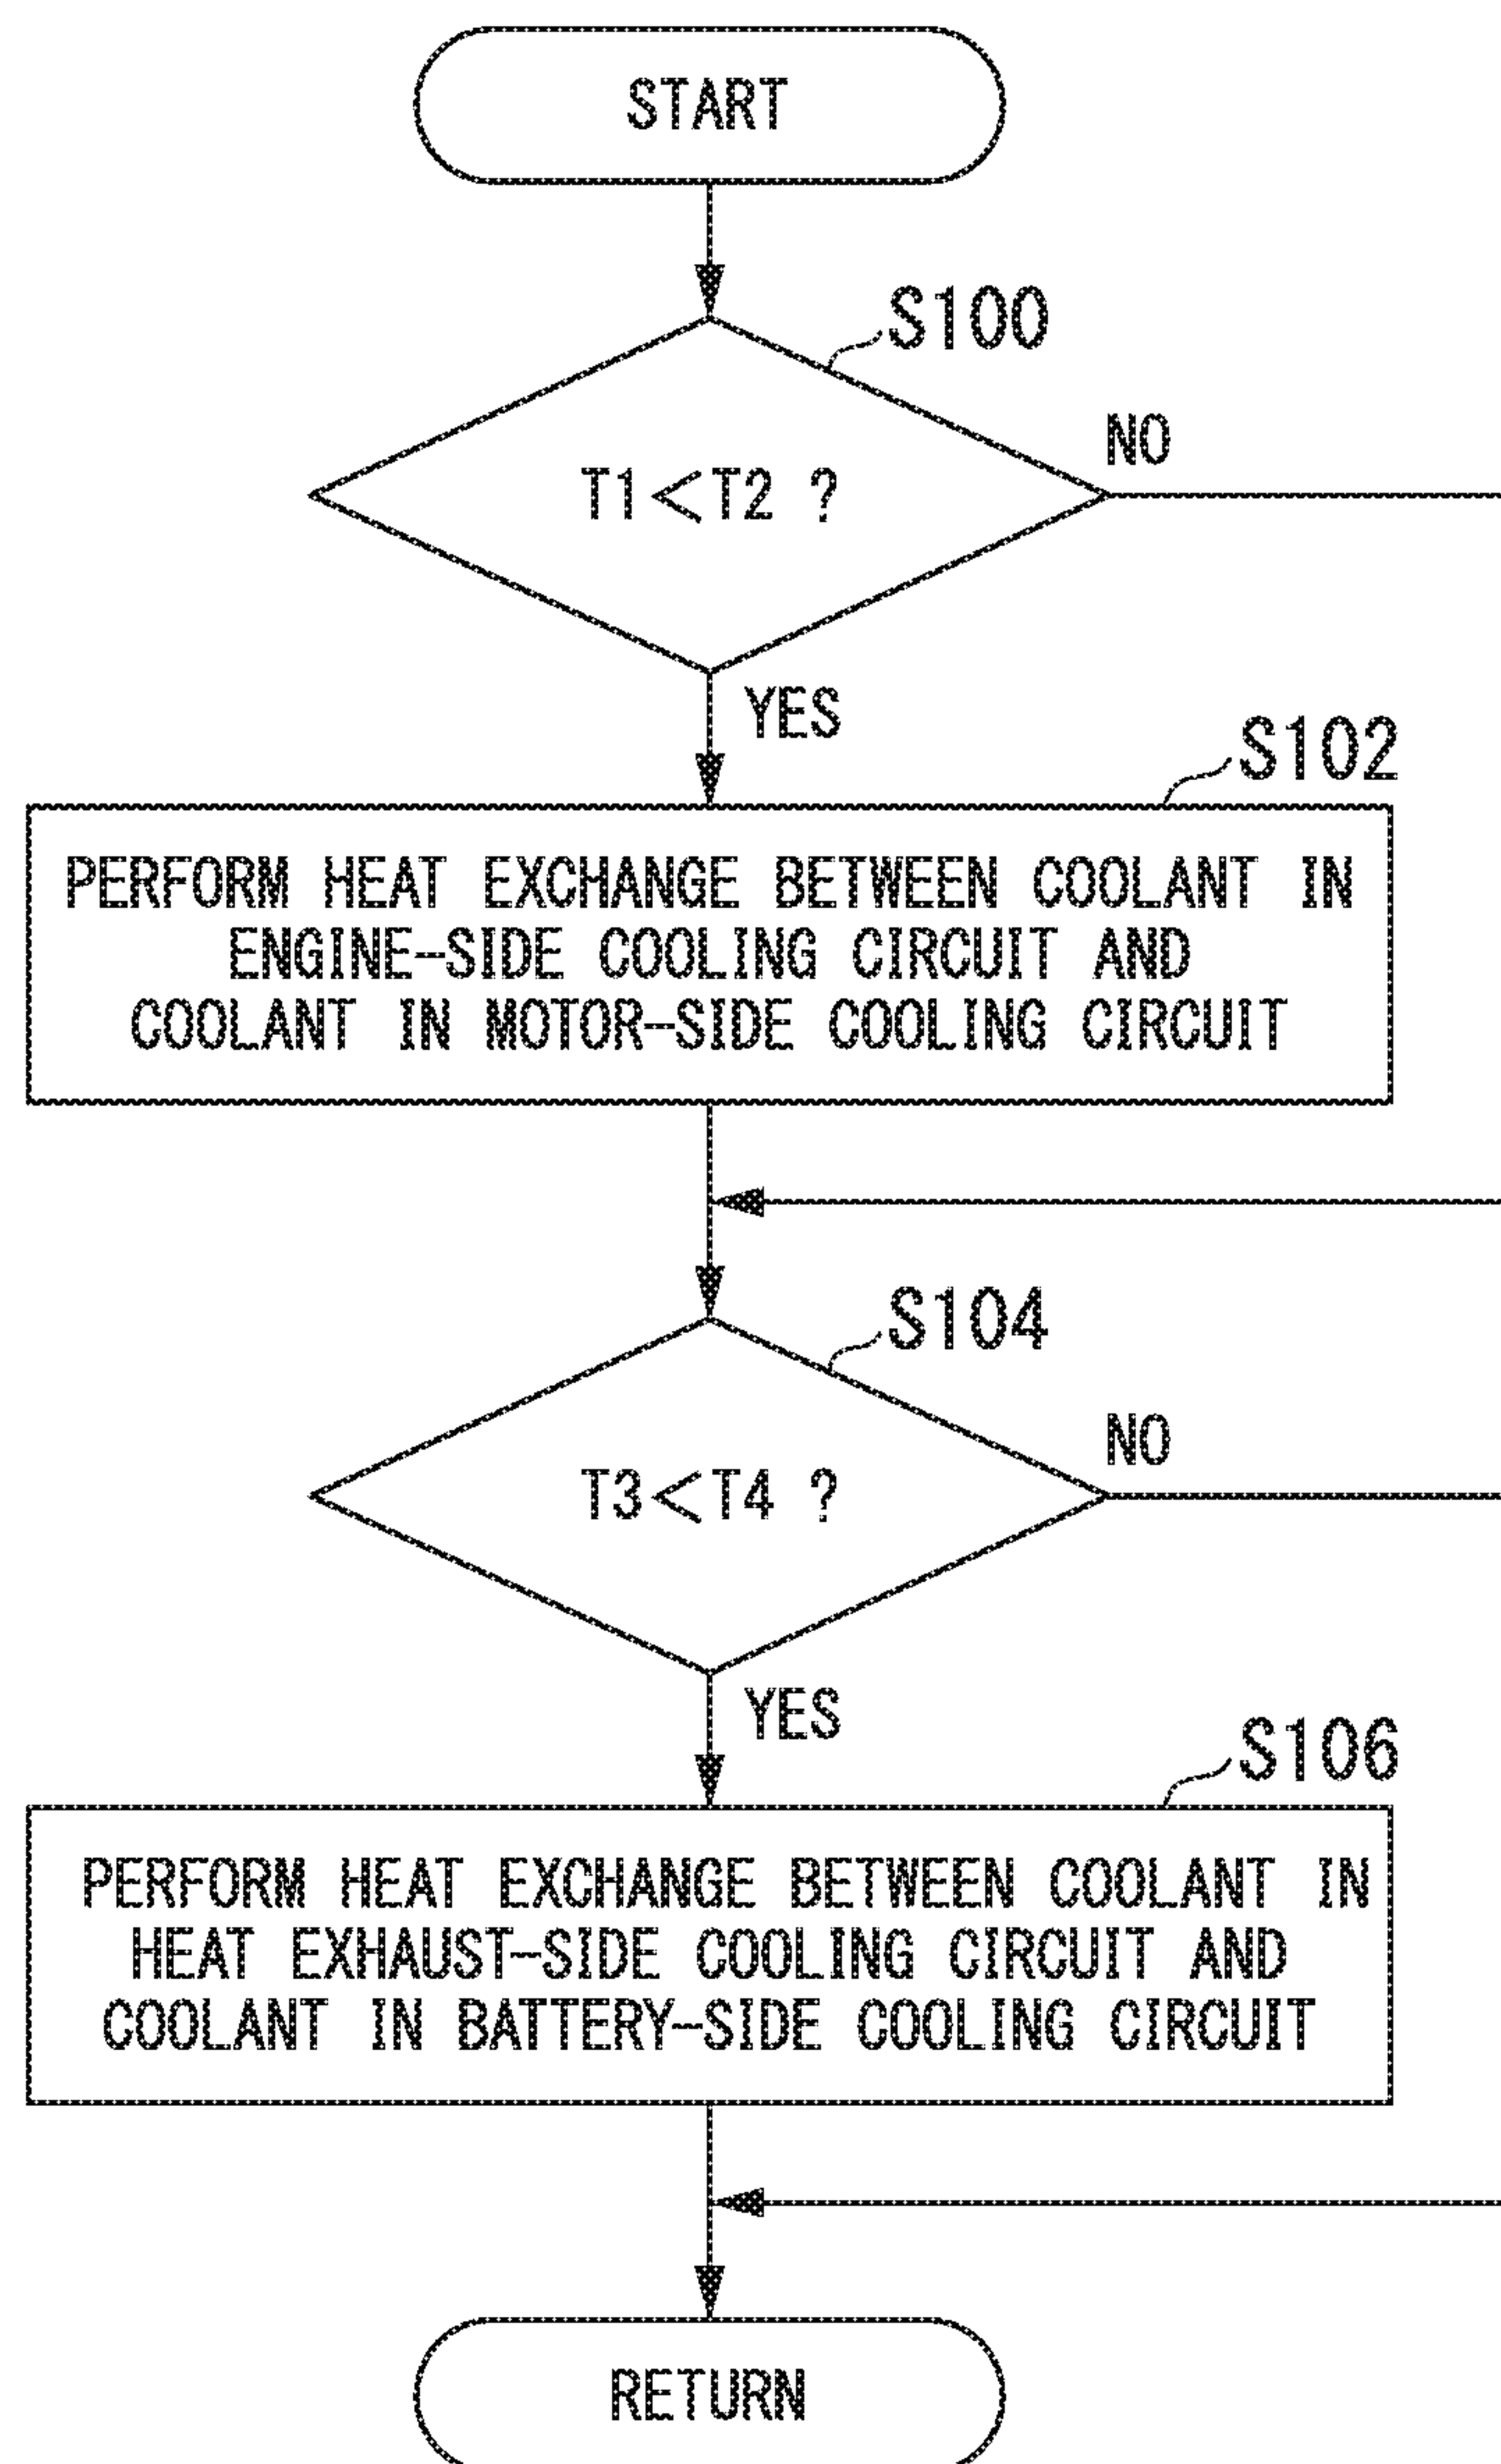 START
S100
T1<T2 ?
NO
YES
S102
PERFORM HEAT EXCHANGE BETWEEN COOLANT IN
ENGINE-SIDE COOLING CIRCUIT AND
COOLANT IN MOTOR-SIDE COOLING CIRCUIT
S104
T3<T4 ?
NO
YES
S106
PERFORM HEAT EXCHANGE BETWEEN COOLANT IN
HEAT EXHAUST-SIDE COOLING CIRCUIT AND
COOLANT IN BATTERY-SIDE COOLING CIRCUIT
RETURN